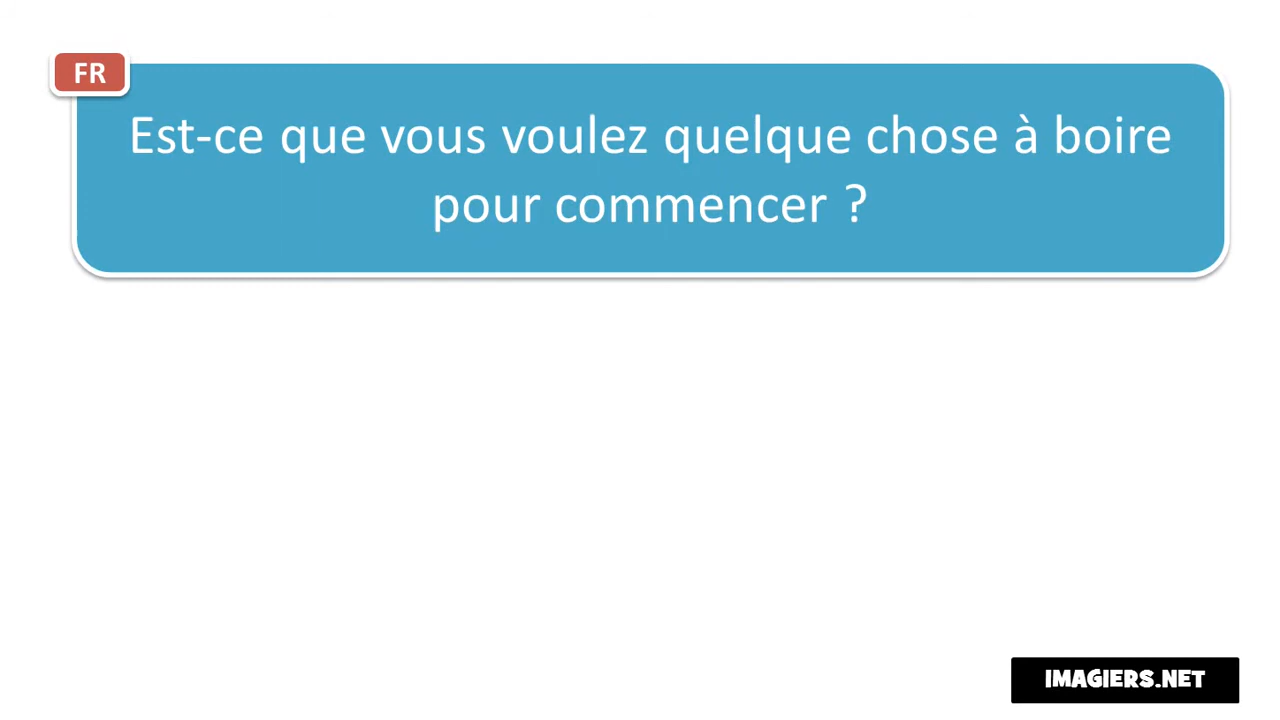 FR
Est-ce que vous voulez quelque chose à boire
pour commencer ?
IMAGIERS.NET